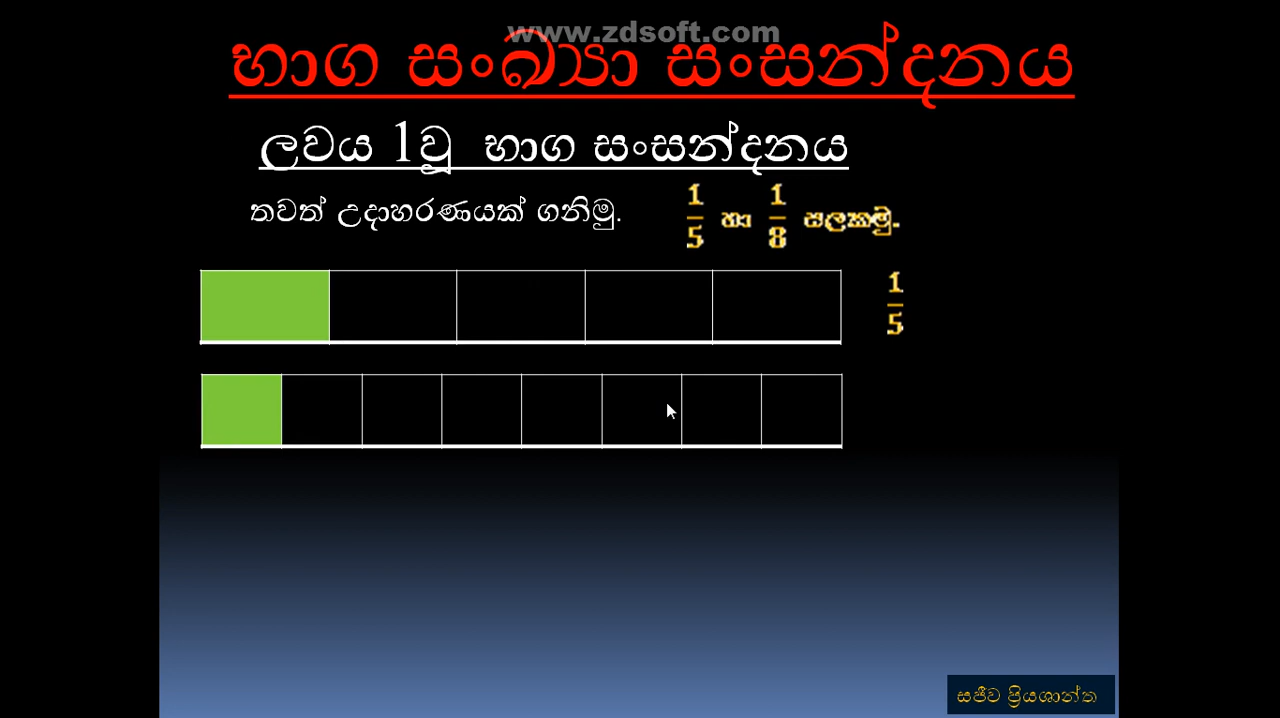 www.zdsoft.com
භාග සංඛ්‍යා සංසන්දනය
ලවය 1වූ භාග සංසන්දනය
තවත් උදාහරණයක් ගනිමු. 1/5 හා 1/8 සලකමු.
1/5
සජීව ප්‍රියශාන්ත